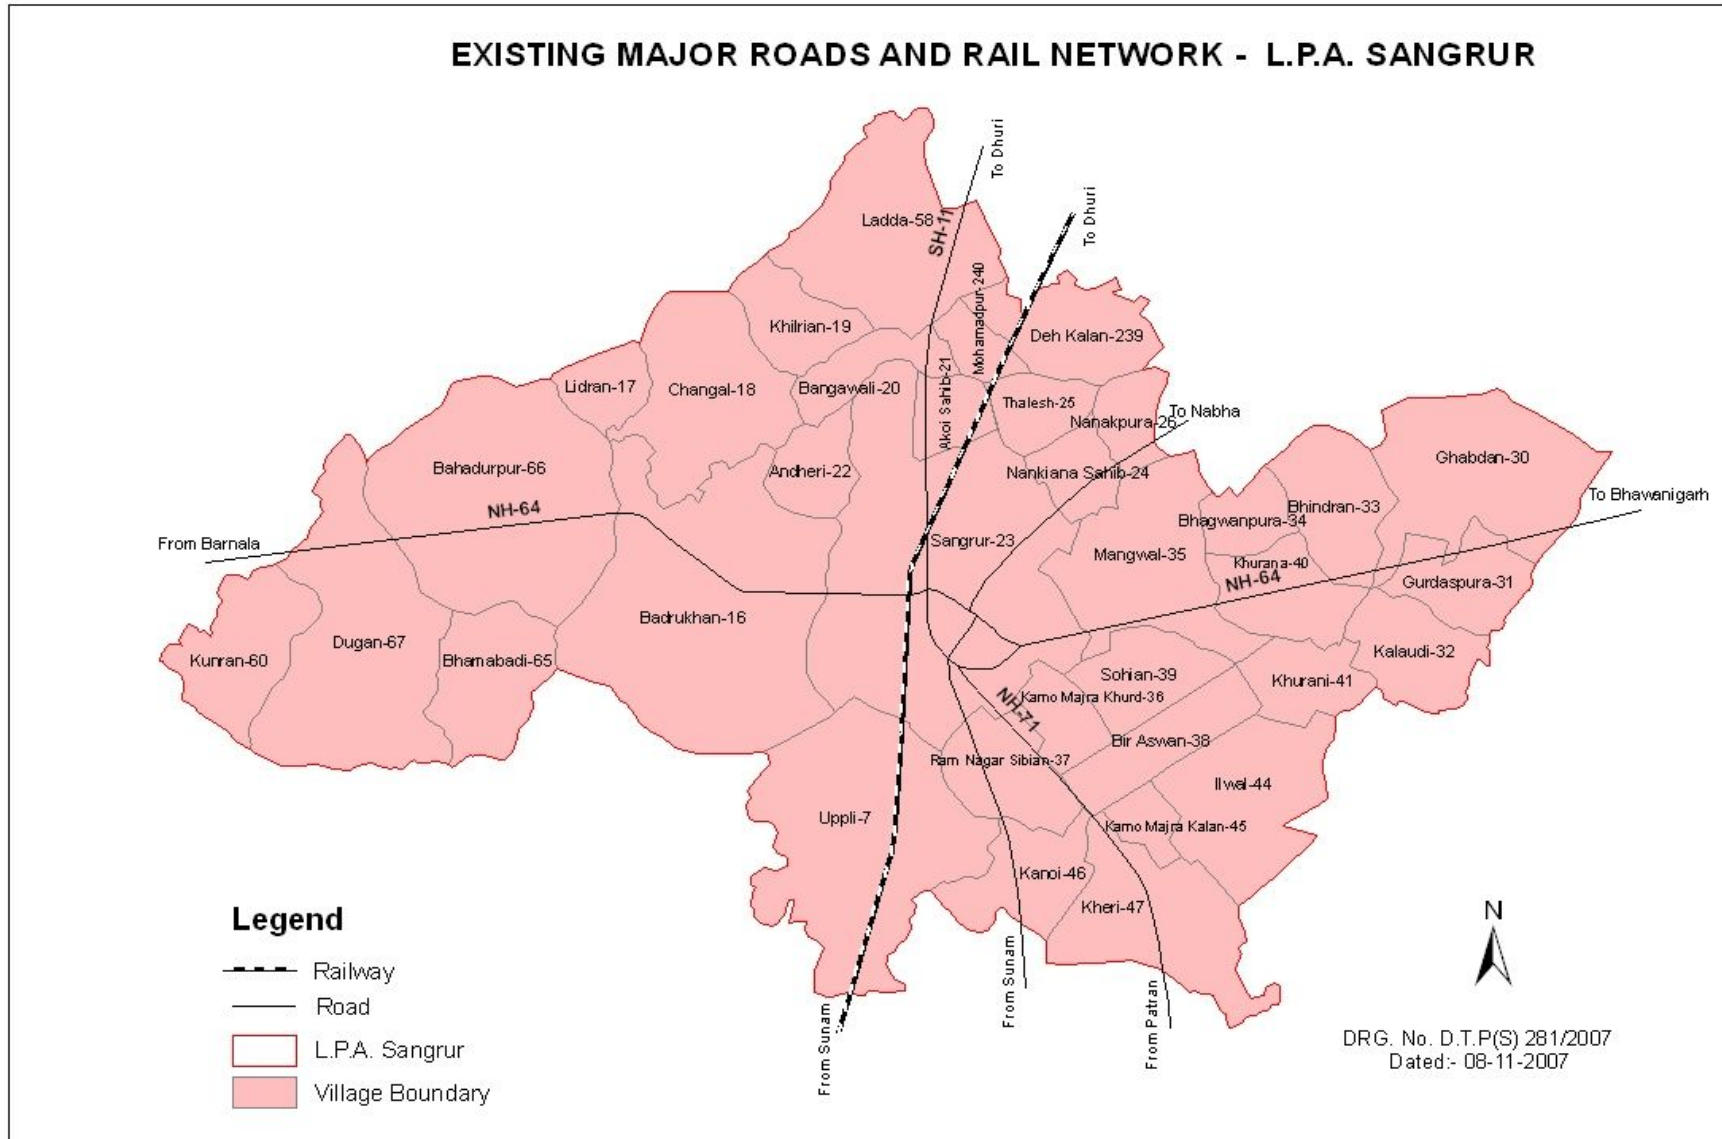 EXISTING MAJOR ROADS AND RAIL NETWORK - L.P.A. SANGRUR
To Dhuri
To Dhuri
Ladda-58
SH-11
Mohamadpur-240
Khilrian-19
Deh Kalan-239
Lidran-17
Changal-18
Bangawali-20
Akoi Sahib-21
Thalesh-25
Nanakpura-26
To Nabha
Bahadurpur-66
Andheri-22
Nankiana Sahib-24
Ghabdan-30
To Bhawanigarh
NH-64
Bhindran-33
Bhagwanpura-34
From Barnala
Sangrur-23
Mangwal-35
Khurana-40
NH-64
Gurdaspura-31
Badrukhan-16
Dugan-67
Kunran-60
Bhamabadi-65
Kalaudi-32
Sohian-39
Khurani-41
Kamo Majra Khurd-36
NH-71
Bir Aswan-38
Ram Nagar Sibian-37
Ilwal-44
Uppli-7
Kamo Majra Kalan-45
Kanoi-46
Kheri-47
From Sunam
From Sunam
From Patran
N
Legend
Railway
Road
L.P.A. Sangrur
Village Boundary
DRG. No. D.T.P(S) 281/2007
Dated:- 08-11-2007